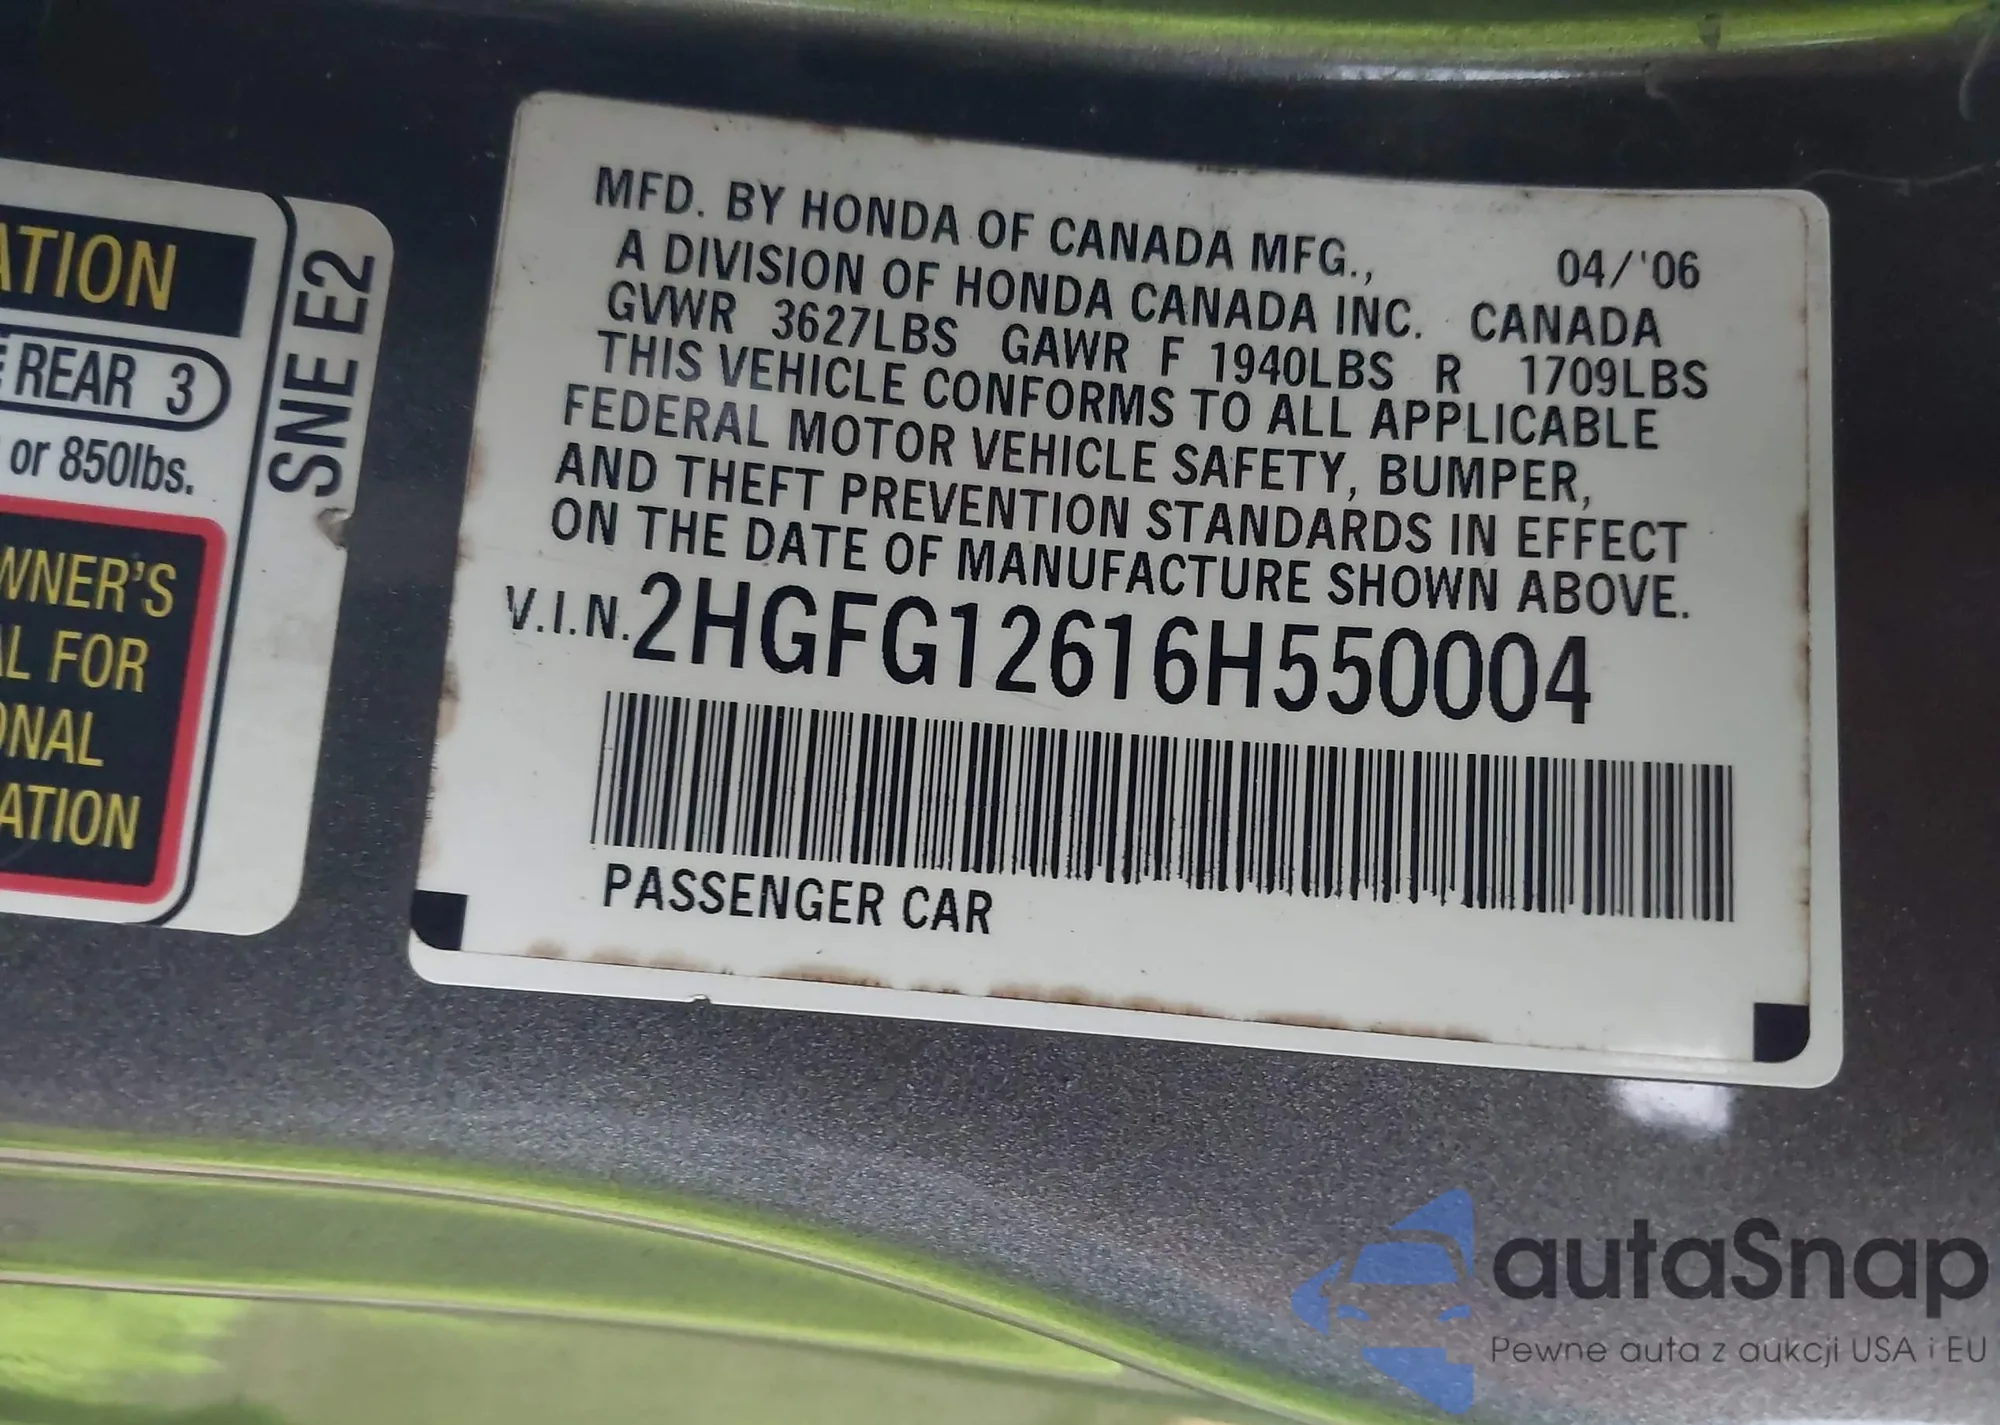 ATION
REAR 3
or 850lbs.
WNER'S
AL FOR
ONAL
ATION
SNE E2
MFD. BY HONDA OF CANADA MFG., 04/'06
A DIVISION OF HONDA CANADA INC. CANADA
GVWR 3627LBS GAWR F 1940LBS R 1709LBS
THIS VEHICLE CONFORMS TO ALL APPLICABLE
FEDERAL MOTOR VEHICLE SAFETY, BUMPER,
AND THEFT PREVENTION STANDARDS IN EFFECT
ON THE DATE OF MANUFACTURE SHOWN ABOVE.
V.I.N. 2HGFG12616H550004
PASSENGER CAR
autaSnap
Pewne auta z aukcji USA i EU